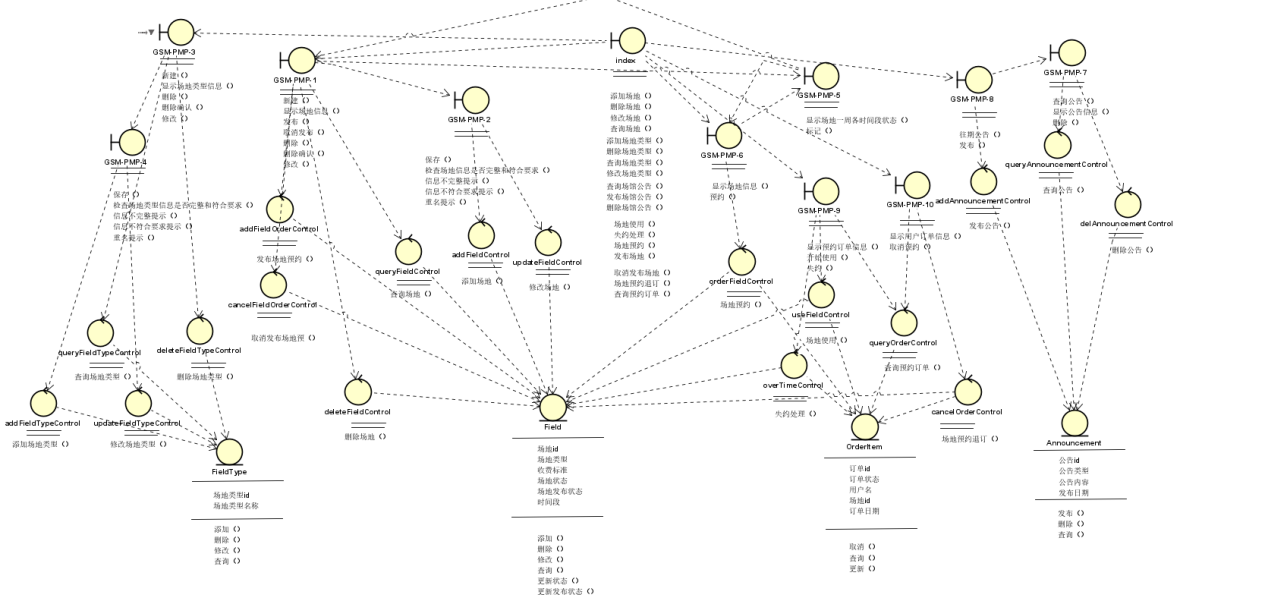 GSM-PMP-3
新建 ()
显示场地类型信息 ()
删除 ()
删除确认 ()
修改 ()
GSM-PMP-1
新建 ()
显示场地信息 ()
发布 ()
取消发布 ()
删除 ()
删除确认 ()
修改 ()
GSM-PMP-4
保存 ()
检查场地类型信息是否完整和符合要求 ()
信息不完整提示 ()
信息不符合要求提示 ()
重名提示 ()
GSM-PMP-2
保存 ()
检查场地信息是否完整和符合要求 ()
信息不完整提示 ()
信息不符合要求提示 ()
重名提示 ()
index
添加场地 ()
删除场地 ()
修改场地 ()
查询场地 ()
添加场地类型 ()
删除场地类型 ()
查询场地类型 ()
修改场地类型 ()
查询场馆公告 ()
发布场馆公告 ()
删除场馆公告 ()
场地使用 ()
失约处理 ()
场地预约 ()
发布场地 ()
取消发布场地 ()
场地预约退订 ()
查询预约订单 ()
GSM-PMP-5
显示场地一周各时间段状态 ()
标记 ()
GSM-PMP-6
显示场地信息 ()
预约 ()
GSM-PMP-9
显示预约订单信息 ()
开始使用 ()
失约 ()
GSM-PMP-10
显示用户订单信息 ()
取消预约 ()
GSM-PMP-8
往期公告 ()
发布 ()
GSM-PMP-7
查询公告 ()
显示公告信息 ()
删除 ()
queryAnnouncementControl
查询公告 ()
addAnnouncementControl
发布公告 ()
delAnnouncementControl
删除公告 ()
addFieldOrderControl
发布场地预约 ()
cancelFieldOrderControl
取消发布场地预 ()
queryFieldControl
查询场地 ()
addFieldControl
添加场地 ()
updateFieldControl
修改场地 ()
orderFieldControl
场地预约 ()
useFieldControl
场地使用 ()
queryOrderControl
查询预约订单 ()
overTimeControl
失约处理 ()
cancelOrderControl
场地预约退订 ()
queryFieldTypeControl
查询场地类型 ()
deleteFieldTypeControl
删除场地类型 ()
addFieldTypeControl
添加场地类型 ()
updateFieldTypeControl
修改场地类型 ()
deleteFieldControl
删除场地 ()
FieldType
场地类型id
场地类型名称
添加 ()
删除 ()
修改 ()
查询 ()
Field
场地id
场地类型
收费标准
场地状态
场地发布状态
时间段
添加 ()
删除 ()
修改 ()
查询 ()
更新状态 ()
更新发布状态 ()
OrderItem
订单id
订单状态
用户名
场地id
订单日期
取消 ()
查询 ()
更新 ()
Announcement
公告id
公告类型
公告内容
发布日期
发布 ()
删除 ()
查询 ()